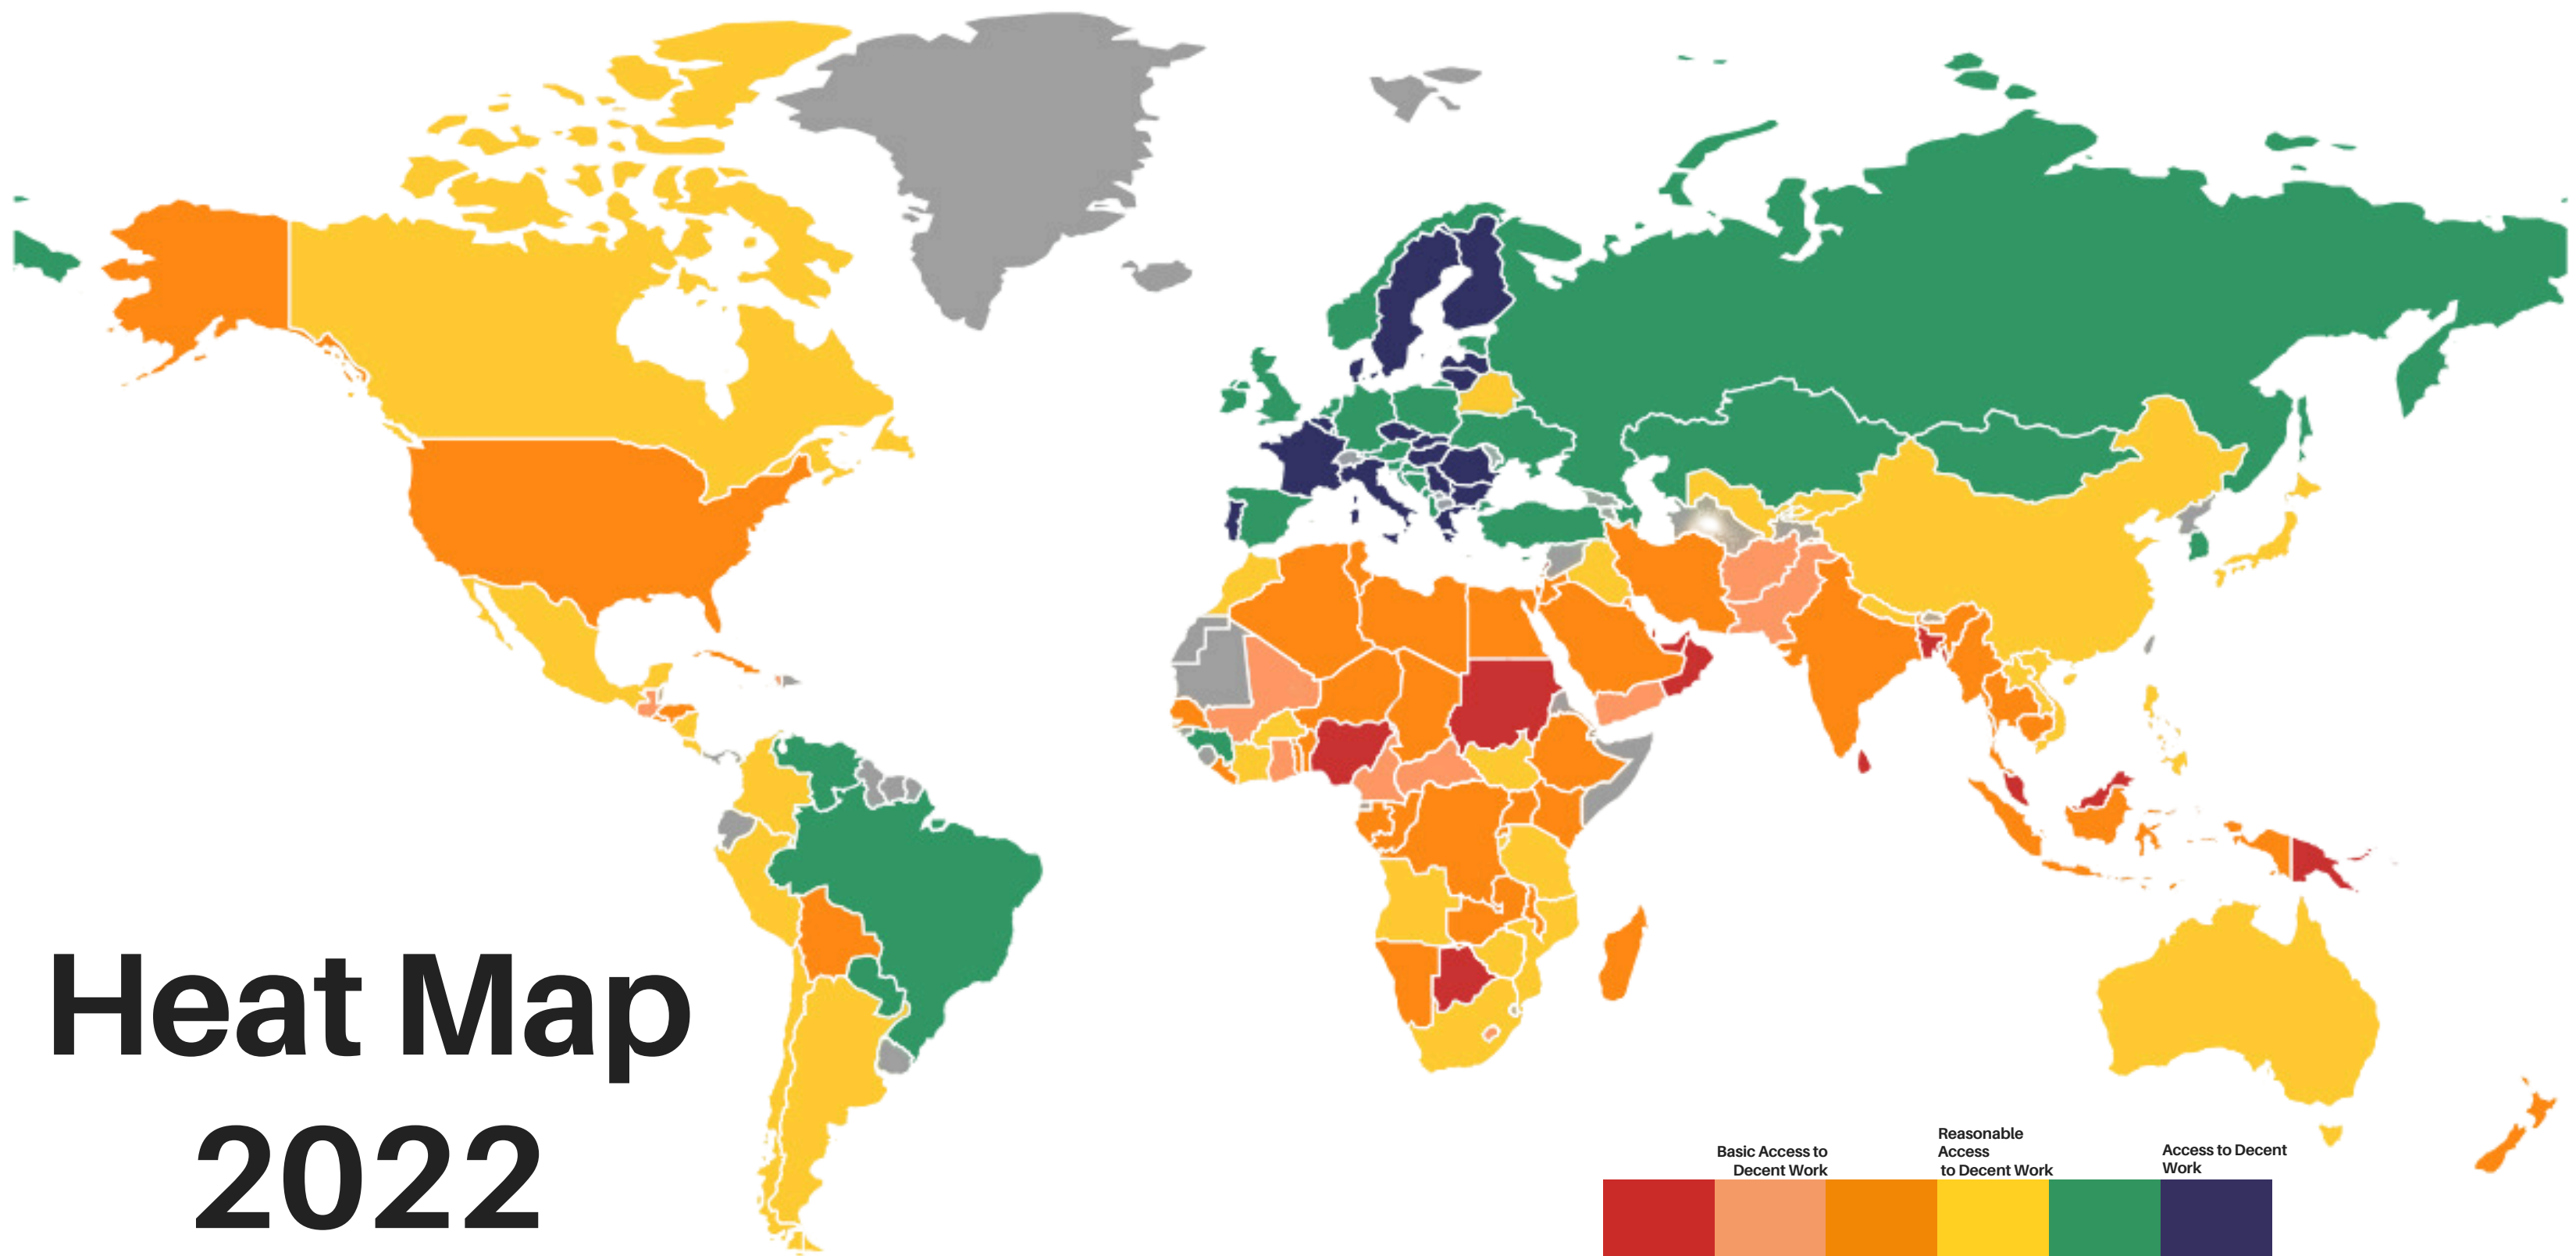 Heat Map
2022
Basic Access to
Decent Work
Reasonable
Access
to Decent Work
Access to Decent
Work